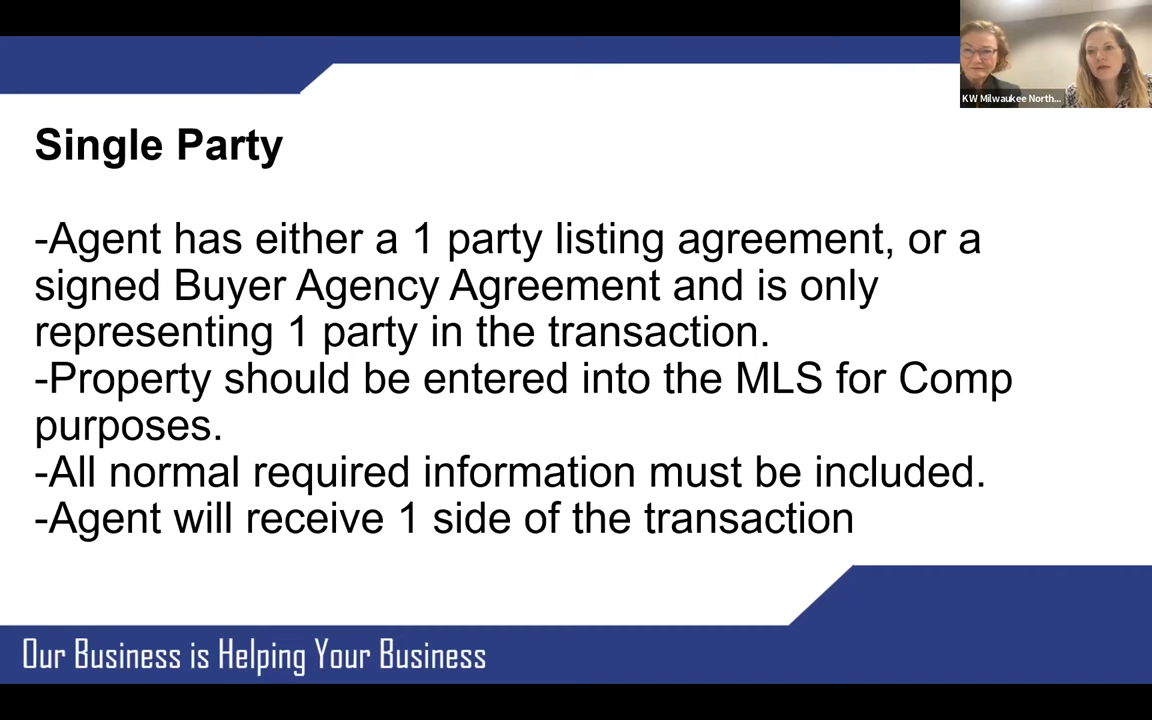 KW Milwaukee North...
Single Party
-Agent has either a 1 party listing agreement, or a
signed Buyer Agency Agreement and is only
representing 1 party in the transaction.
-Property should be entered into the MLS for Comp
purposes.
-All normal required information must be included.
-Agent will receive 1 side of the transaction
Our Business is Helping Your Business